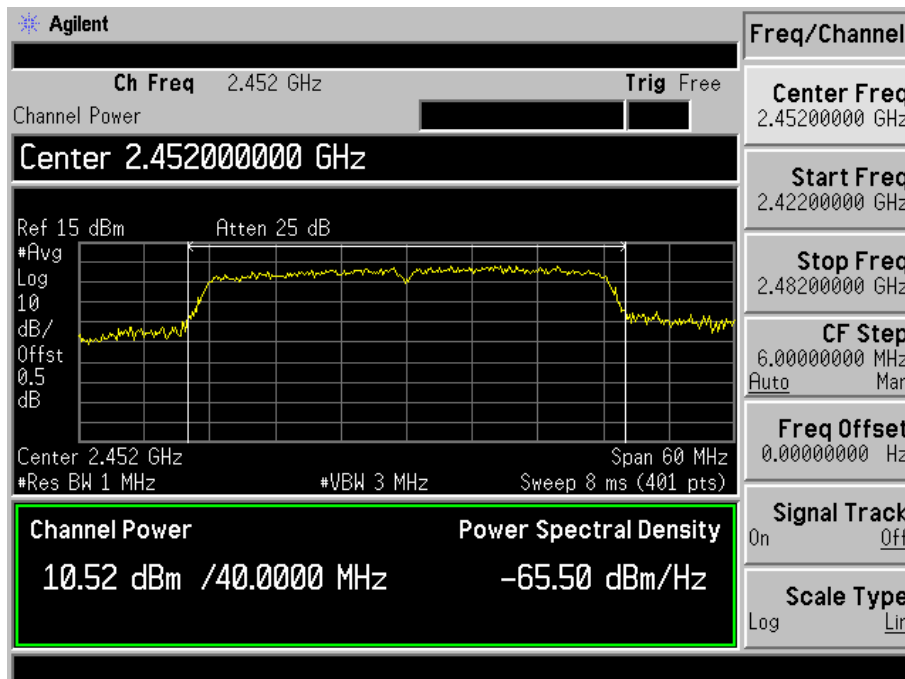 Agilent
Freq/Channel
Ch Freq 2.452 GHz Trig Free
Channel Power
Center 2.452000000 GHz
Ref 15 dBm Atten 25 dB
#Avg
Log
10
dB/
Offst
0.5
dB
Center 2.452 GHz Span 60 MHz
#Res BW 1 MHz #VBW 3 MHz Sweep 8 ms (401 pts)
Channel Power Power Spectral Density
10.52 dBm /40.0000 MHz -65.50 dBm/Hz
Center Freq
2.45200000 GHz
Start Freq
2.42200000 GHz
Stop Freq
2.48200000 GHz
CF Step
6.00000000 MHz
Auto Man
Freq Offset
0.00000000 Hz
Signal Track
On Off
Scale Type
Log Lin